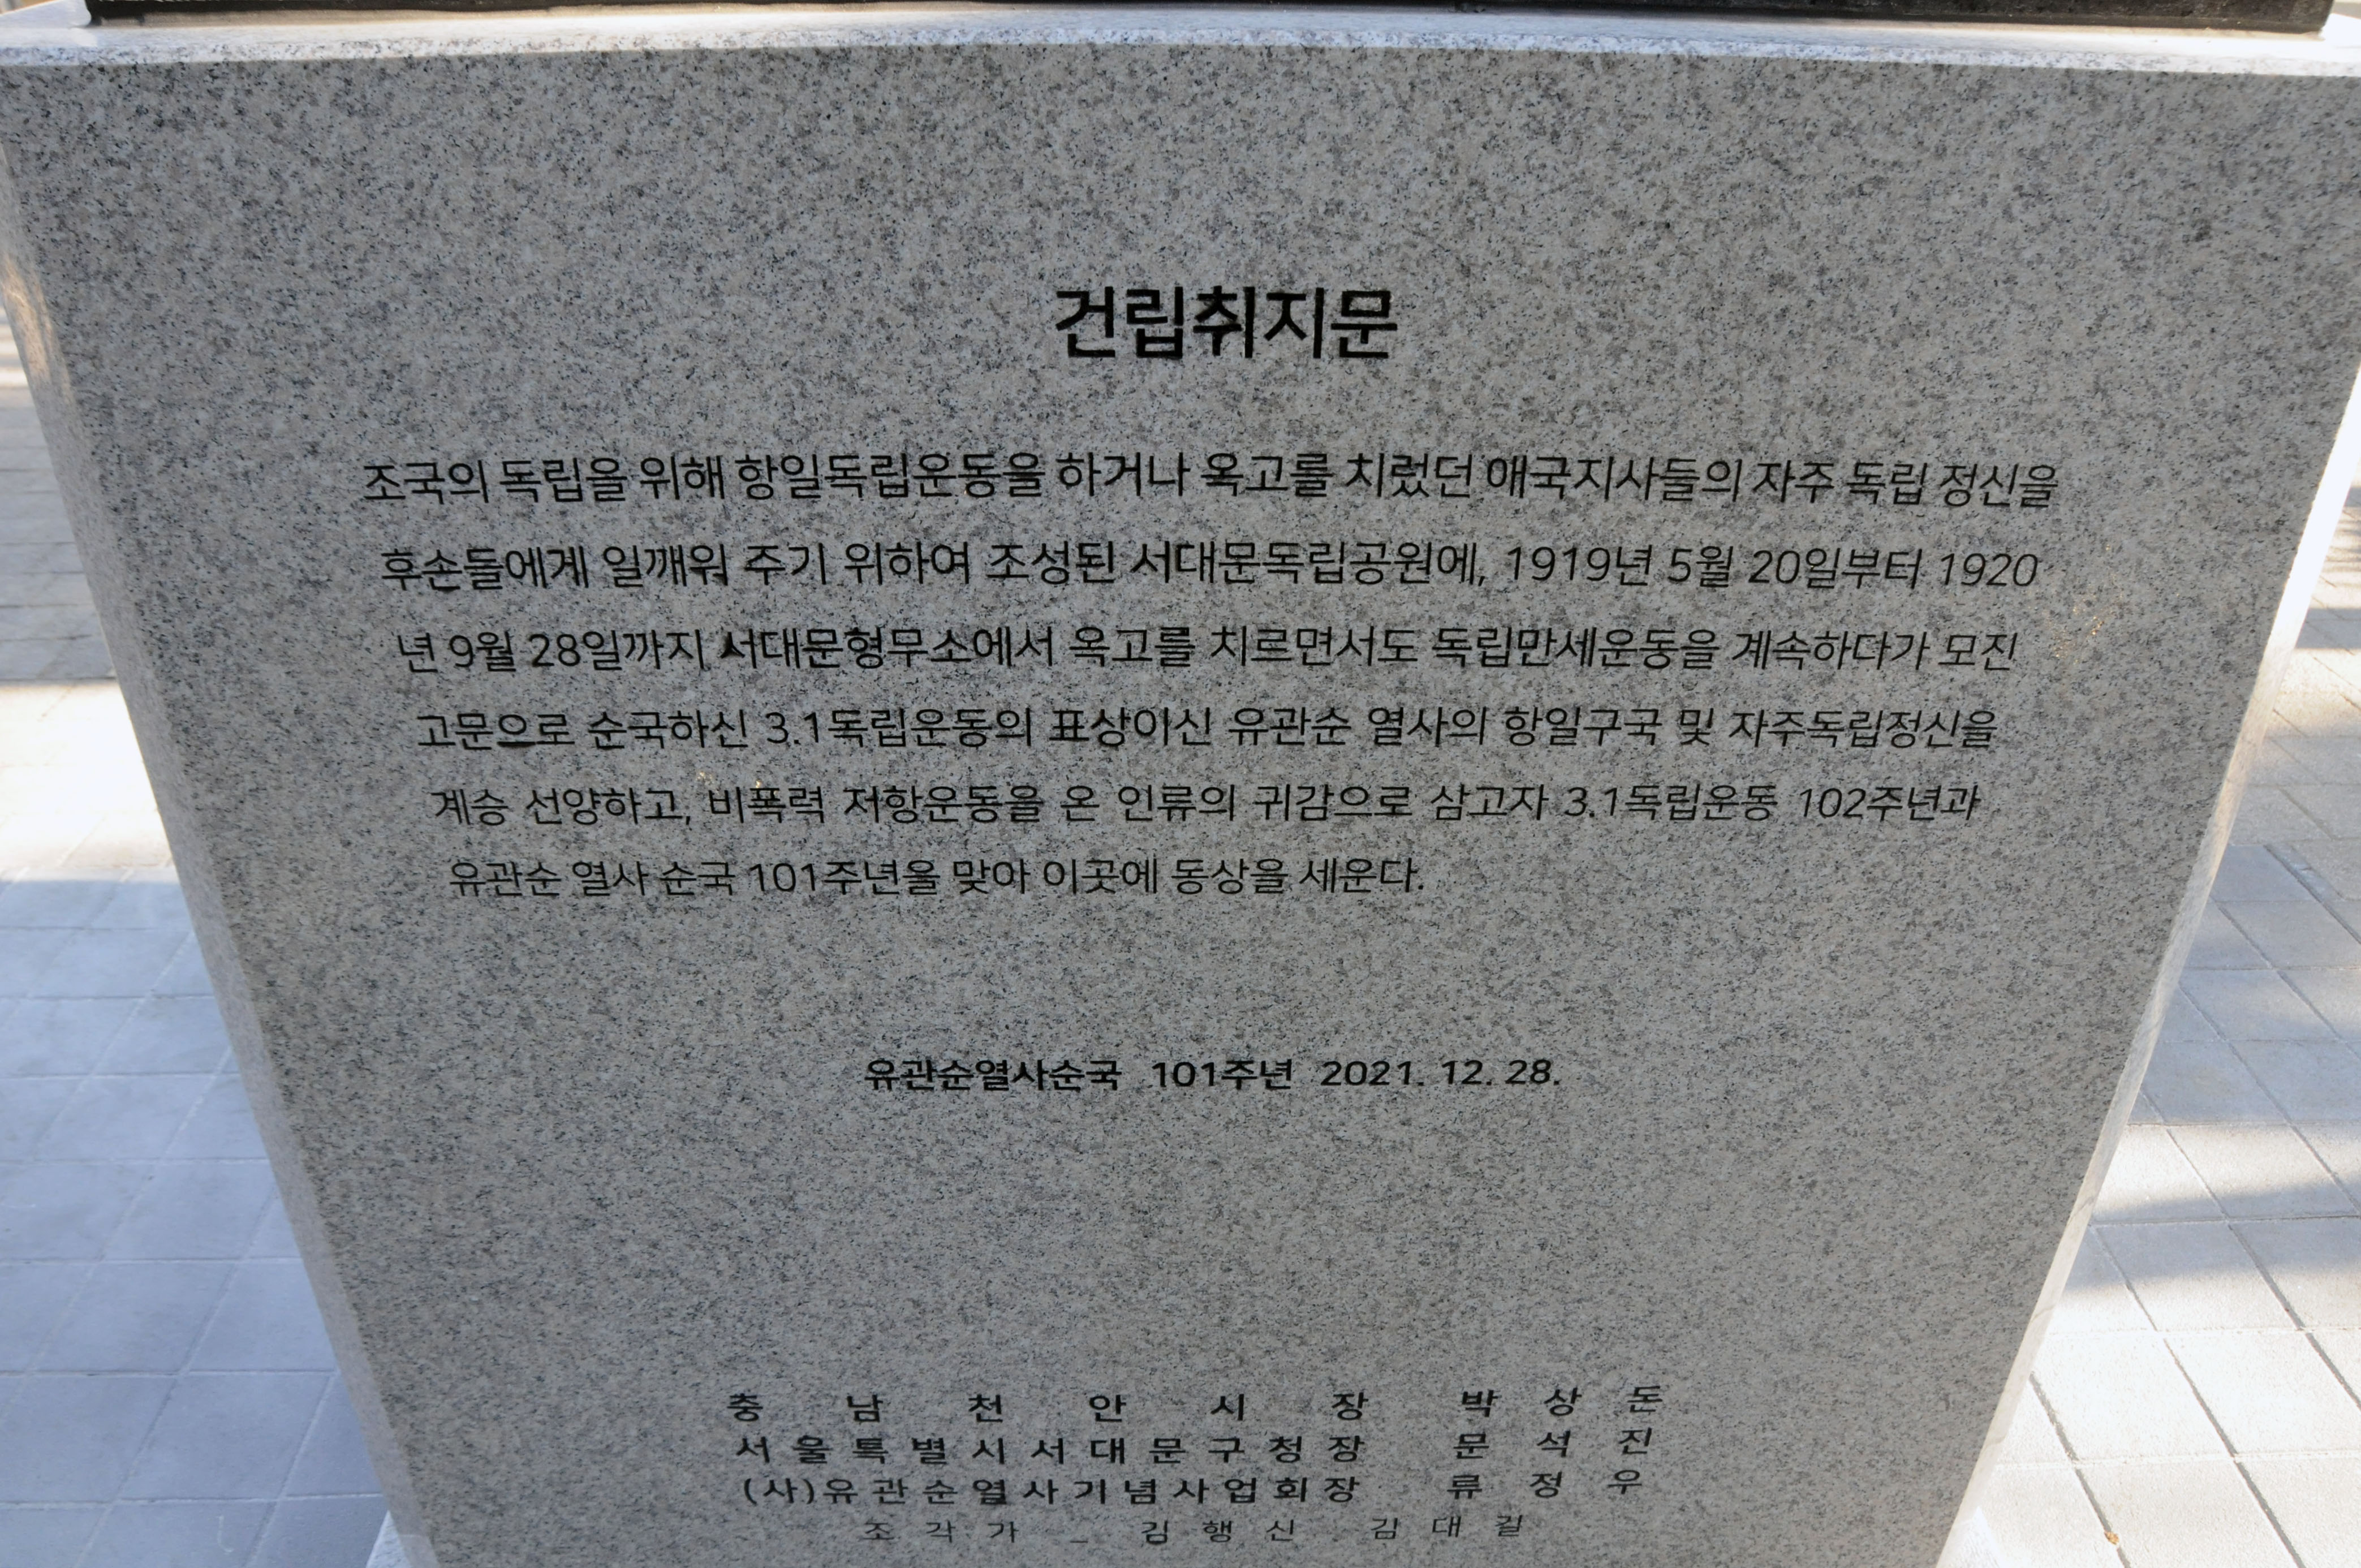 건립취지문
조국의 독립을 위해 항일독립운동을 하거나 옥고를 치렀던 애국지사들의 자주 독립 정신을
후손들에게 일깨워 주기 위하여 조성된 서대문독립공원에, 1919년 5월 20일부터 1920
년 9월 28일까지 서대문형무소에서 옥고를 치르면서도 독립만세운동을 계속하다가 모진
고문으로 순국하신 3.1독립운동의 표상이신 유관순 열사의 항일구국 및 자주독립정신을
계승 선양하고, 비폭력 저항운동을 온 인류의 귀감으로 삼고자 3.1독립운동 102주년과
유관순 열사 순국 101주년을 맞아 이곳에 동상을 세운다.
유관순열사순국 101주년 2021. 12. 28.
충 남 천 안 시 장 박 상 돈
서 울 특 별 시 서 대 문 구 청 장 문 석 진
(사)유 관 순 열 사 기 념 사 업 회 장 류 정 우
조 각 가 _ 김 행 신 . 김 대 길